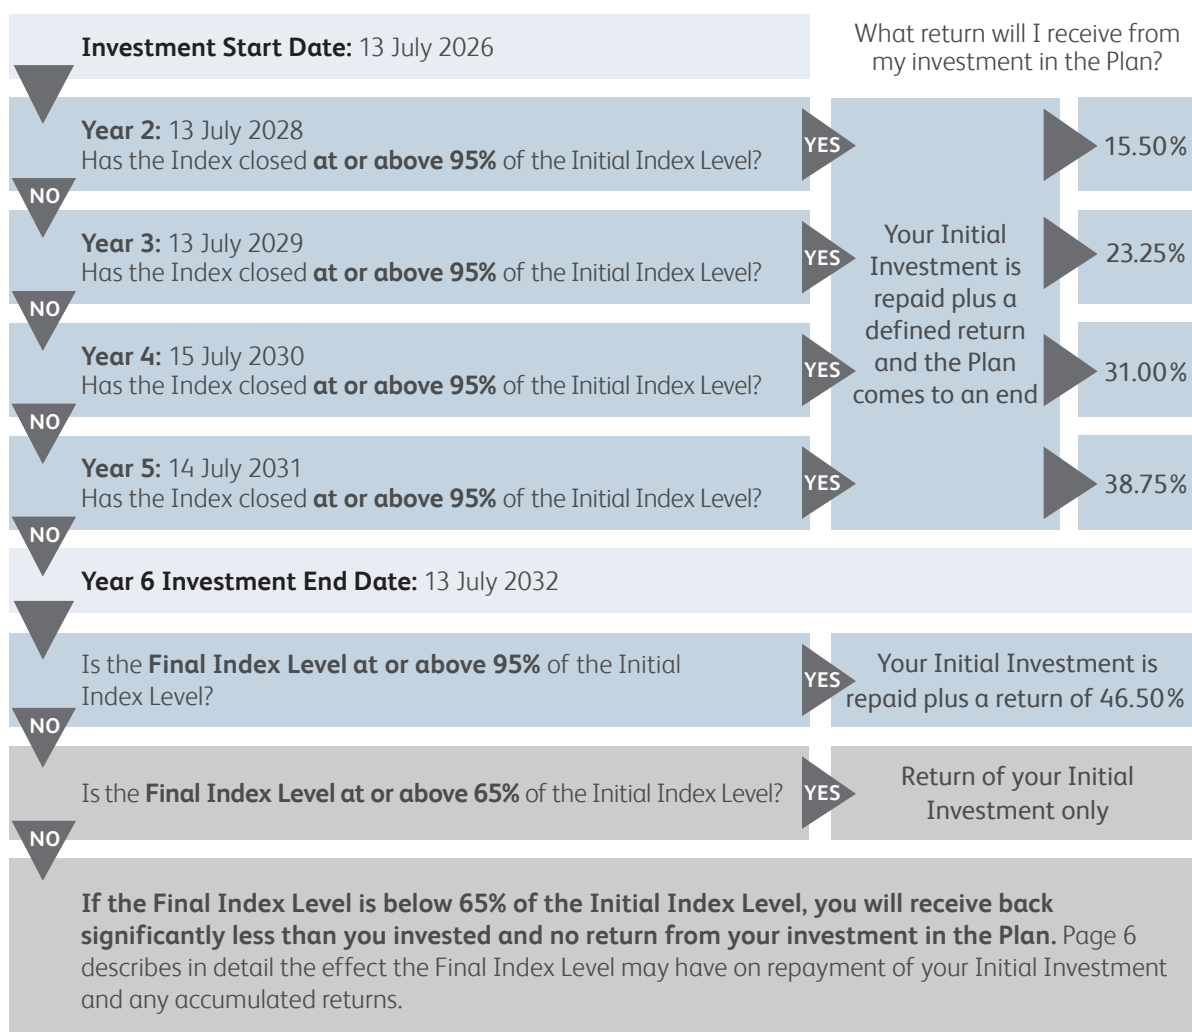 Investment Start Date: 13 July 2026
What return will I receive from
my investment in the Plan?
Year 2: 13 July 2028
Has the Index closed at or above 95% of the Initial Index Level?
YES
15.50%
NO
Year 3: 13 July 2029
Has the Index closed at or above 95% of the Initial Index Level?
YES
23.25%
NO
Year 4: 15 July 2030
Has the Index closed at or above 95% of the Initial Index Level?
YES
31.00%
NO
Year 5: 14 July 2031
Has the Index closed at or above 95% of the Initial Index Level?
YES
38.75%
Your Initial
Investment is
repaid plus a
defined return
and the Plan
comes to an end
NO
Year 6 Investment End Date: 13 July 2032
Is the Final Index Level at or above 95% of the Initial
Index Level?
YES
Your Initial Investment is
repaid plus a return of 46.50%
NO
Is the Final Index Level at or above 65% of the Initial Index Level?
YES
Return of your Initial
Investment only
NO
If the Final Index Level is below 65% of the Initial Index Level, you will receive back
significantly less than you invested and no return from your investment in the Plan. Page 6
describes in detail the effect the Final Index Level may have on repayment of your Initial Investment
and any accumulated returns.